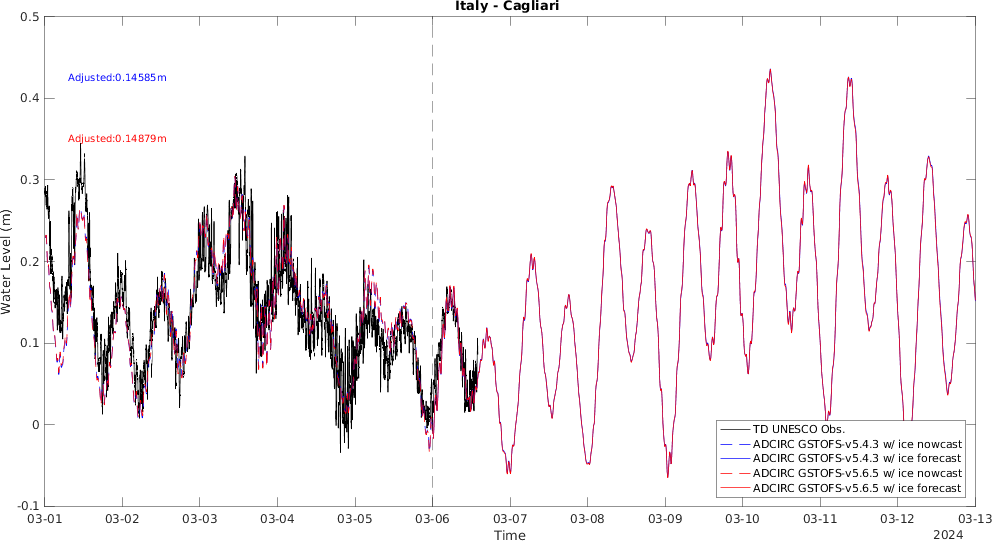 Italy - Cagliari
0.5
Adjusted:0.14585m
0.4
Adjusted:0.14879m
0.3
Water Level (m)
0.2
0.1
0
-0.1
TD UNESCO Obs.
ADCIRC GSTOFS-v5.4.3 w/ ice nowcast
ADCIRC GSTOFS-v5.4.3 w/ ice forecast
ADCIRC GSTOFS-v5.6.5 w/ ice nowcast
ADCIRC GSTOFS-v5.6.5 w/ ice forecast
03-01 03-02 03-03 03-04 03-05 03-06 03-07 03-08 03-09 03-10 03-11 03-12 03-13
Time
2024